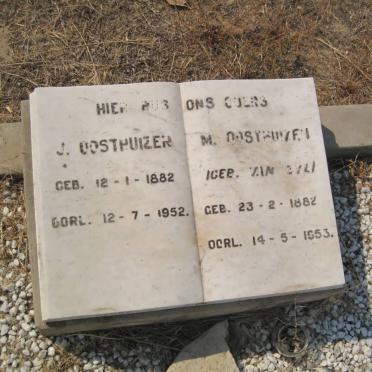 HIER RUS ONS OUERS
J. OOSTHUIZEN
GEB. 12-1-1882
OORL. 12-7-1952.
M. OOSTHUIZEN
(GEB. VAN ZYL)
GEB. 23-2-1882
OORL. 14-5-1953.